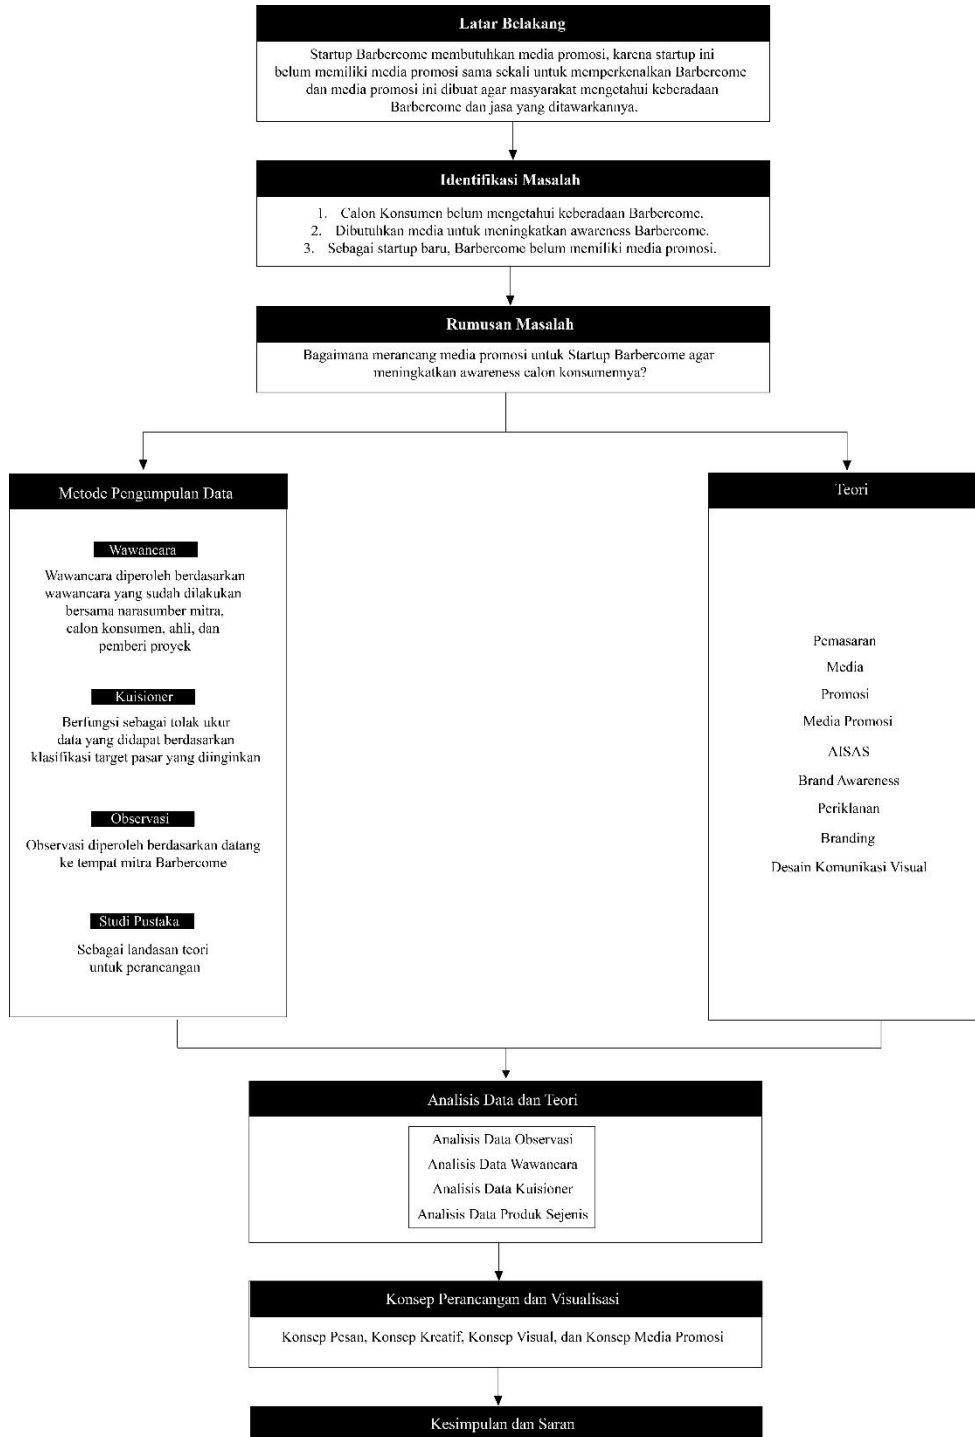 Latar Belakang
Startup Barbercome membutuhkan media promosi, karena startup ini
belum memiliki media promosi sama sekali untuk memperkenalkan Barbercome
dan media promosi ini dibuat agar masyarakat mengetahui keberadaan
Barbercome dan jasa yang ditawarkannya.
Identifikasi Masalah
1. Calon Konsumen belum mengetahui keberadaan Barbercome.
2. Dibutuhkan media untuk meningkatkan awareness Barbercome.
3. Sebagai startup baru, Barbercome belum memiliki media promosi.
Rumusan Masalah
Bagaimana merancang media promosi untuk Startup Barbercome agar
meningkatkan awareness calon konsumennya?
Metode Pengumpulan Data
Wawancara
Wawancara diperoleh berdasarkan
wawancara yang sudah dilakukan
bersama narasumber mitra,
calon konsumen, ahli, dan
pemberi proyek
Kuisioner
Berfungsi sebagai tolak ukur
data yang didapat berdasarkan
klasifikasi target pasar yang diinginkan
Observasi
Observasi diperoleh berdasarkan datang
ke tempat mitra Barbercome
Studi Pustaka
Sebagai landasan teori
untuk perancangan
Teori
Pemasaran
Media
Promosi
Media Promosi
AISAS
Brand Awareness
Periklanan
Branding
Desain Komunikasi Visual
Analisis Data dan Teori
Analisis Data Observasi
Analisis Data Wawancara
Analisis Data Kuisioner
Analisis Data Produk Sejenis
Konsep Perancangan dan Visualisasi
Konsep Pesan, Konsep Kreatif, Konsep Visual, dan Konsep Media Promosi
Kesimpulan dan Saran